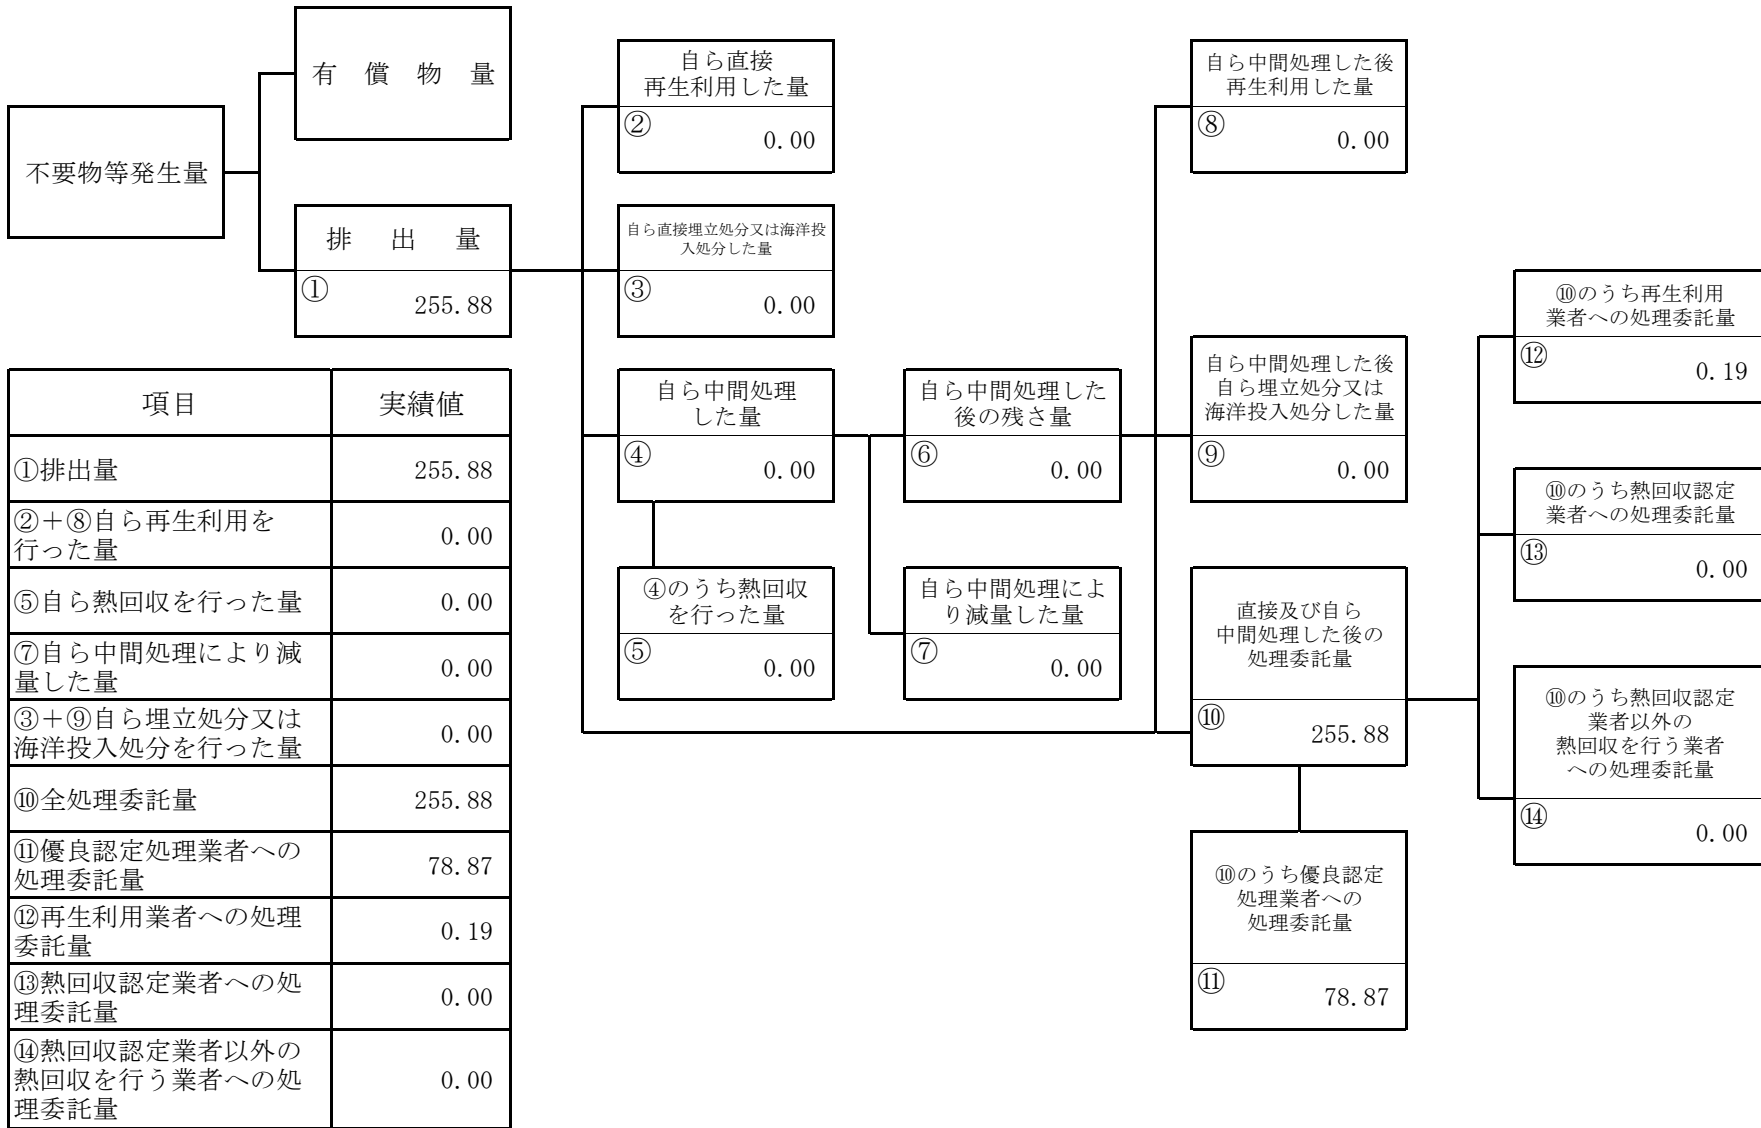 有償物量
不要物等発生量
排出量
①
255.88
自ら直接
再生利用した量
②
0.00
自ら直接埋立処分又は海洋投
入処分した量
③
0.00
自ら中間処理
した量
④
0.00
④のうち熱回収
を行った量
⑤
0.00
自ら中間処理した
後の残さ量
⑥
0.00
自ら中間処理によ
り減量した量
⑦
0.00
自ら中間処理した後
再生利用した量
⑧
0.00
自ら中間処理した後
自ら埋立処分又は
海洋投入処分した量
⑨
0.00
直接及び自ら
中間処理した後の
処理委託量
⑩
255.88
⑩のうち優良認定
処理業者への
処理委託量
⑪
78.87
⑩のうち再生利用
業者への処理委託量
⑫
0.19
⑩のうち熱回収認定
業者への処理委託量
⑬
0.00
⑩のうち熱回収認定
業者以外の
熱回収を行う業者
への処理委託量
⑭
0.00
項目 実績値
①排出量 255.88
②＋⑧自ら再生利用を
行った量 0.00
⑤自ら熱回収を行った量 0.00
⑦自ら中間処理により減
量した量 0.00
③＋⑨自ら埋立処分又は
海洋投入処分を行った量 0.00
⑩全処理委託量 255.88
⑪優良認定処理業者への
処理委託量 78.87
⑫再生利用業者への処理
委託量 0.19
⑬熱回収認定業者への処
理委託量 0.00
⑭熱回収認定業者以外の
熱回収を行う業者への処
理委託量 0.00